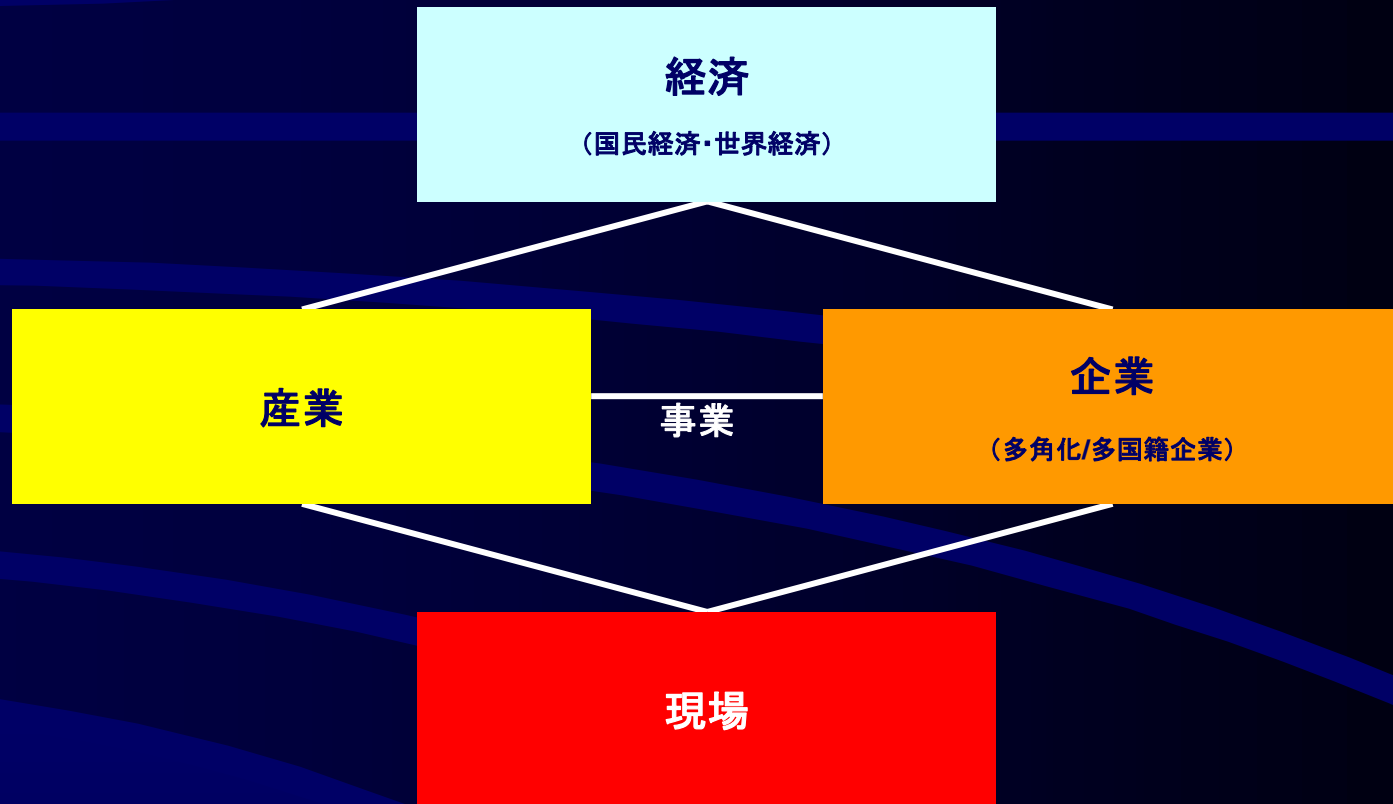 経済
（国民経済・世界経済）
産業
事業
企業
（多角化/多国籍企業）
現場